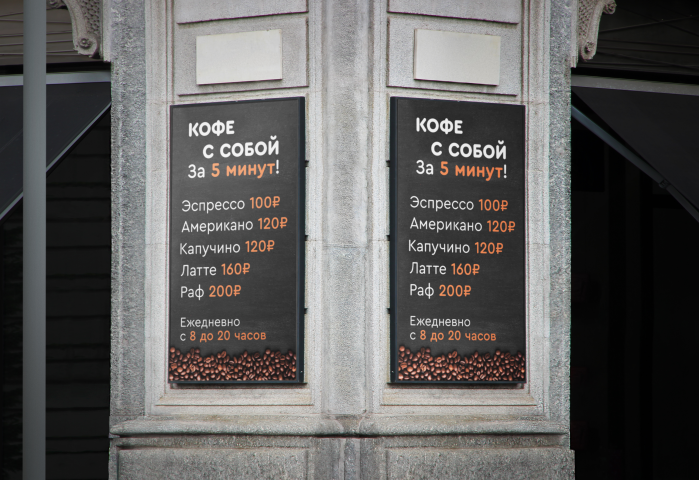 КОФЕ
С СОБОЙ
За 5 минут!
Эспрессо 100₽
Американо 120₽
Капучино 120₽
Латте 160₽
Раф 200₽
Ежедневно
с 8 до 20 часов
КОФЕ
С СОБОЙ
За 5 минут!
Эспрессо 100₽
Американо 120₽
Капучино 120₽
Латте 160₽
Раф 200₽
Ежедневно
с 8 до 20 часов